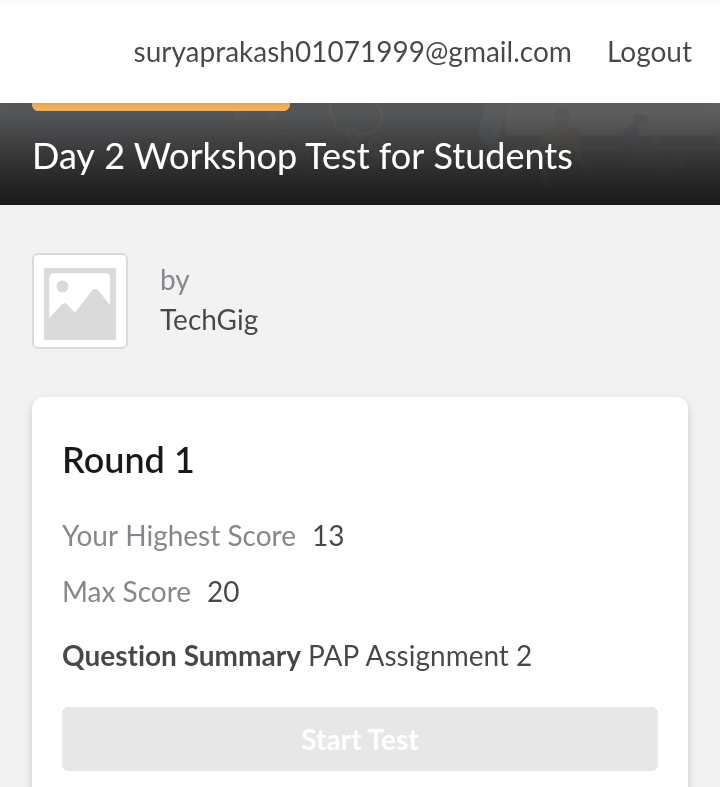 suryaprakash01071999@gmail.com Logout
Day 2 Workshop Test for Students
by
TechGig
Round 1
Your Highest Score 13
Max Score 20
Question Summary PAP Assignment 2
Start Test